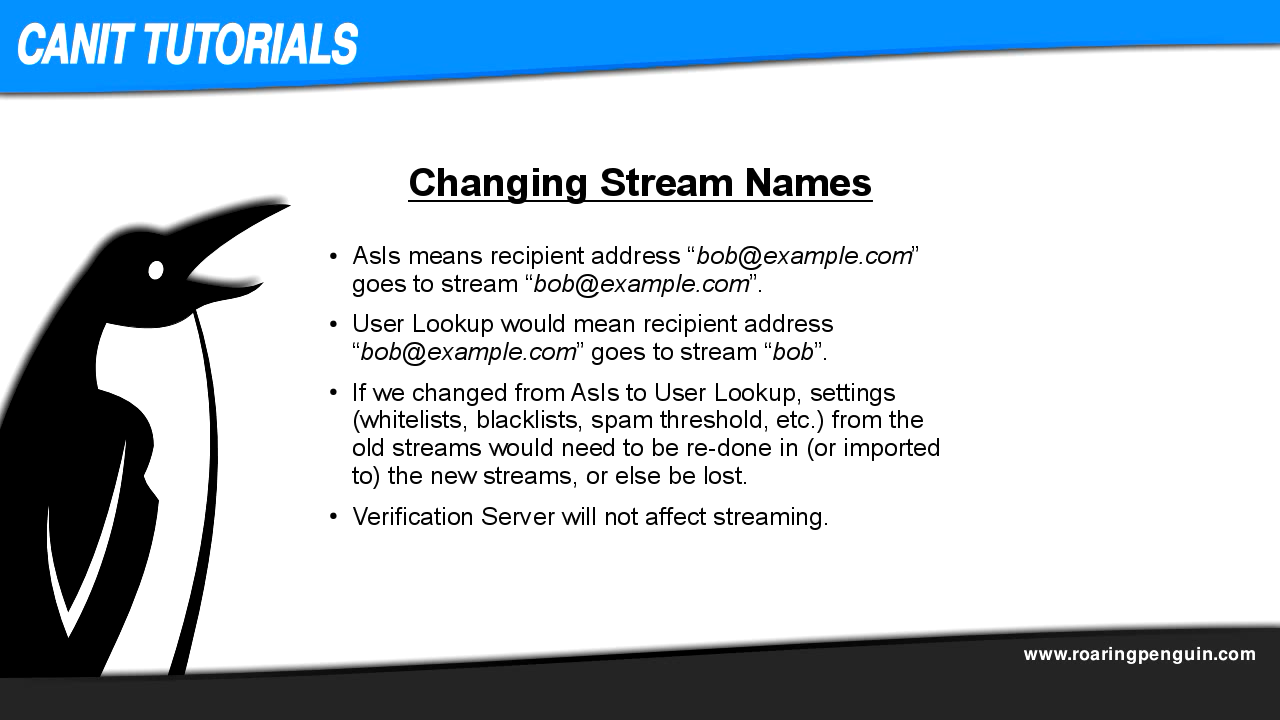 CANIT TUTORIALS
Changing Stream Names
• AsIs means recipient address “bob@example.com”
goes to stream “bob@example.com”.
• User Lookup would mean recipient address
“bob@example.com” goes to stream “bob”.
• If we changed from AsIs to User Lookup, settings
(whitelists, blacklists, spam threshold, etc.) from the
old streams would need to be re-done in (or imported
to) the new streams, or else be lost.
• Verification Server will not affect streaming.
www.roaringpenguin.com